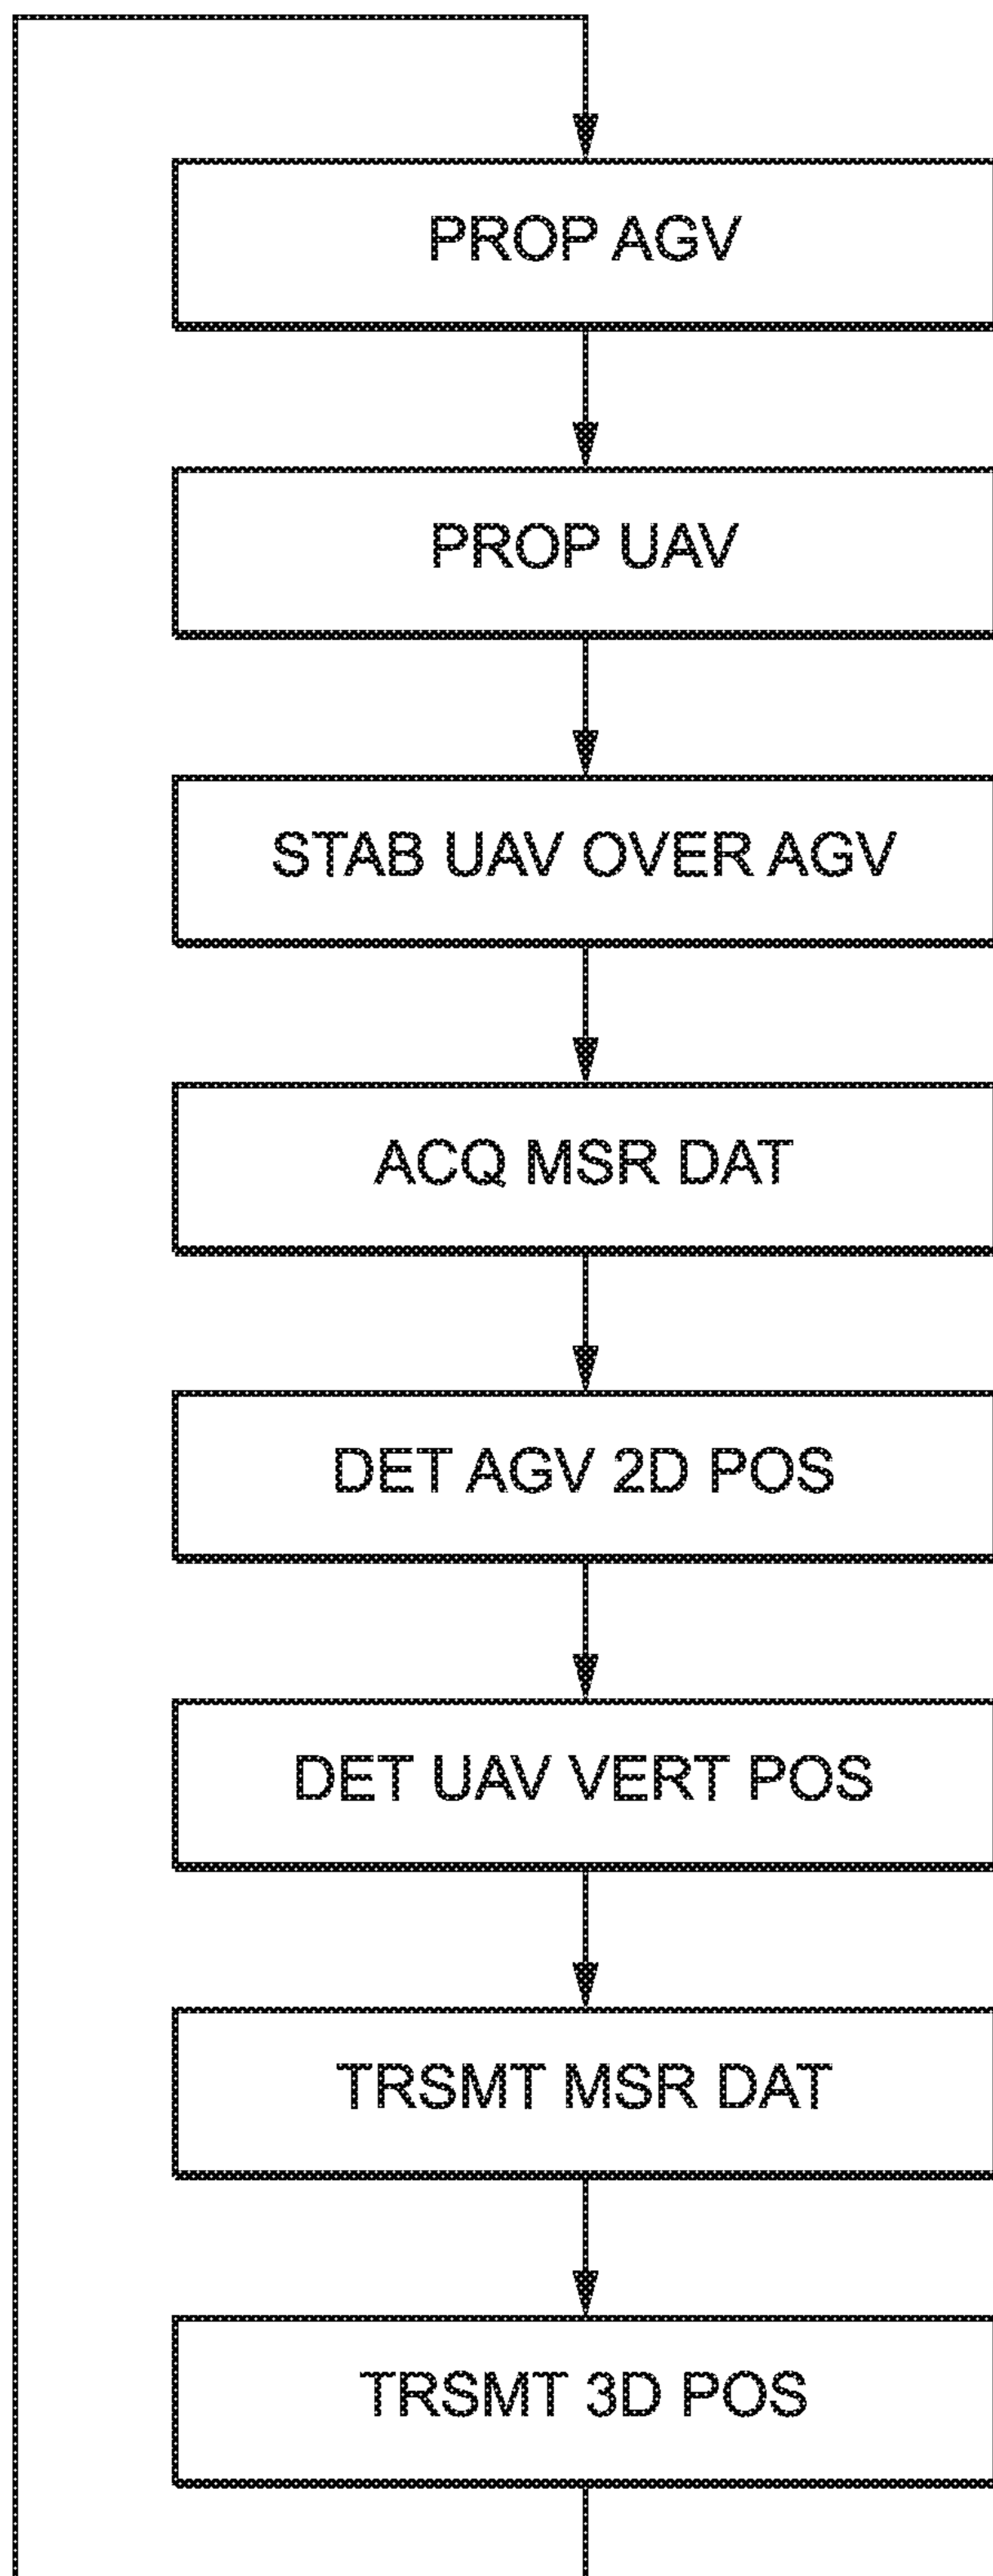 PROP AGV
PROP UAV
STAB UAV OVER AGV
ACQ MSR DAT
DET AGV 2D POS
DET UAV VERT POS
TRSMT MSR DAT
TRSMT 3D POS